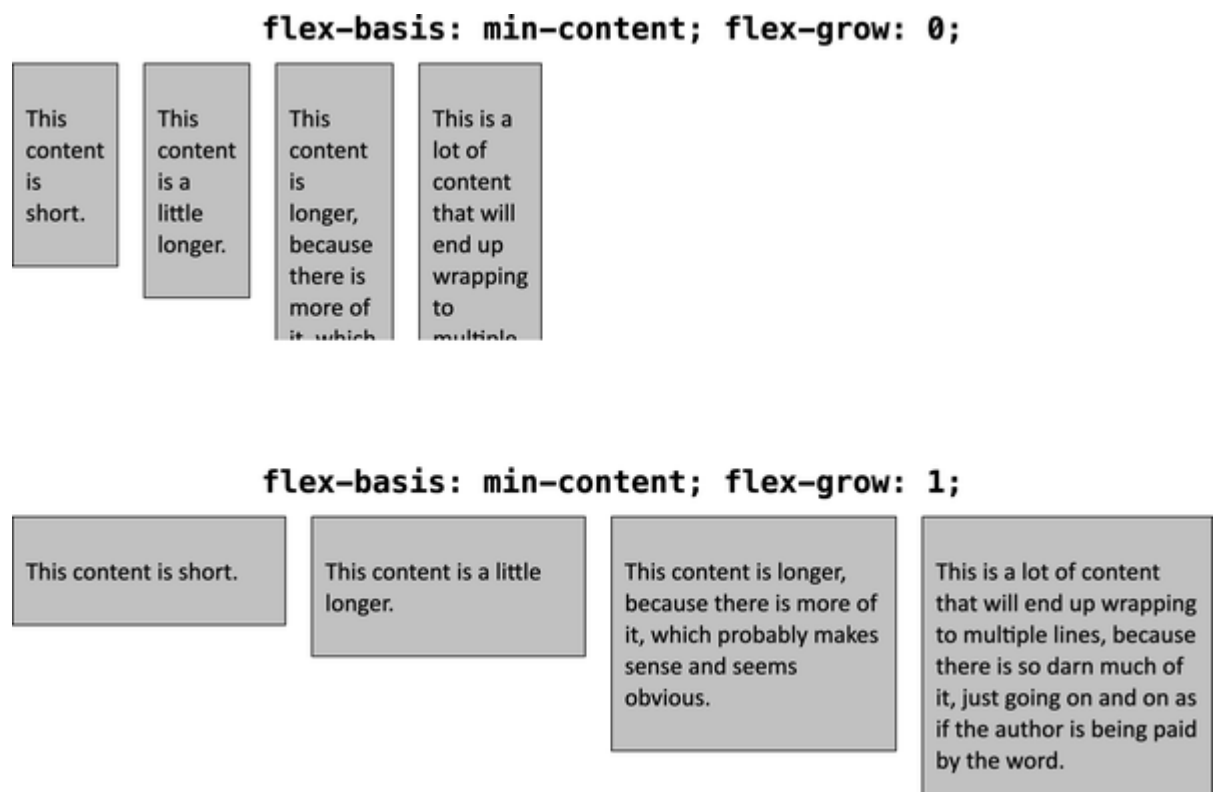 flex-basis: min-content; flex-grow: 0;
This
content
is
short.
This
content
is a
little
longer.
This
content
is
longer,
because
there is
more of
it, which
This is a
lot of
content
that will
end up
wrapping
to
multiple
flex-basis: min-content; flex-grow: 1;
This content is short.
This content is a little
longer.
This content is longer,
because there is more of
it, which probably makes
sense and seems
obvious.
This is a lot of content
that will end up wrapping
to multiple lines, because
there is so darn much of
it, just going on and on as
if the author is being paid
by the word.